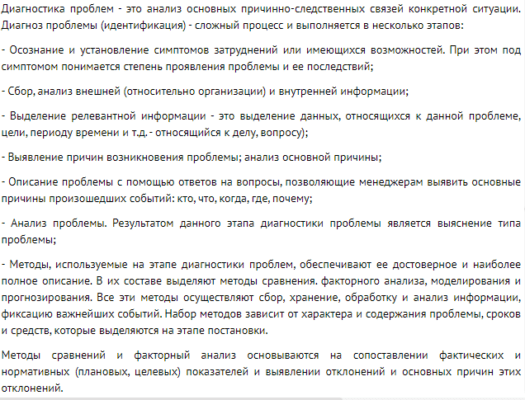 Диагностика проблем - это анализ основных причинно-следственных связей конкретной ситуации.
Диагноз проблемы (идентификация) - сложный процесс и выполняется в несколько этапов:
- Осознание и установление симптомов затруднений или имеющихся возможностей. При этом под
симптомом понимается степень проявления проблемы и ее последствий;
- Сбор, анализ внешней (относительно организации) и внутренней информации;
- Выделение релевантной информации - это выделение данных, относящихся к данной проблеме,
цели, периоду времени и т.д. - относящийся к делу, вопросу);
- Выявление причин возникновения проблемы; анализ основной причины;
- Описание проблемы с помощью ответов на вопросы, позволяющие менеджерам выявить основные
причины произошедших событий: кто, что, когда, где, почему;
- Анализ проблемы. Результатом данного этапа диагностики проблемы является выяснение типа
проблемы;
- Методы, используемые на этапе диагностики проблем, обеспечивают ее достоверное и наиболее
полное описание. В их составе выделяют методы сравнения. факторного анализа, моделирования и
прогнозирования. Все эти методы осуществляют сбор, хранение, обработку и анализ информации,
фиксацию важнейших событий. Набор методов зависит от характера и содержания проблемы, сроков
и средств, которые выделяются на этапе постановки.
Методы сравнений и факторный анализ основываются на сопоставлении фактических и
нормативных (плановых, целевых) показателей и выявлении отклонений и основных причин этих
отклонений.